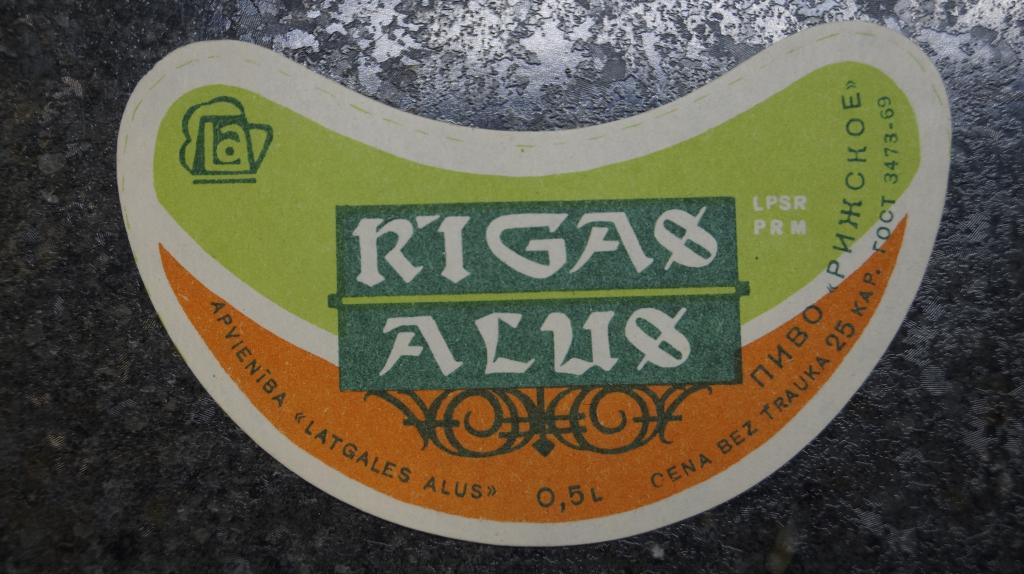 La
RĪGAS
ALUS
LPSR
PRM
APVIENĪBA «LATGALES ALUS»
0,5L
CENA BEZ TRAUKA 25 KAP. ГОСТ 3473-69
ПИВО «РИЖСКОЕ»